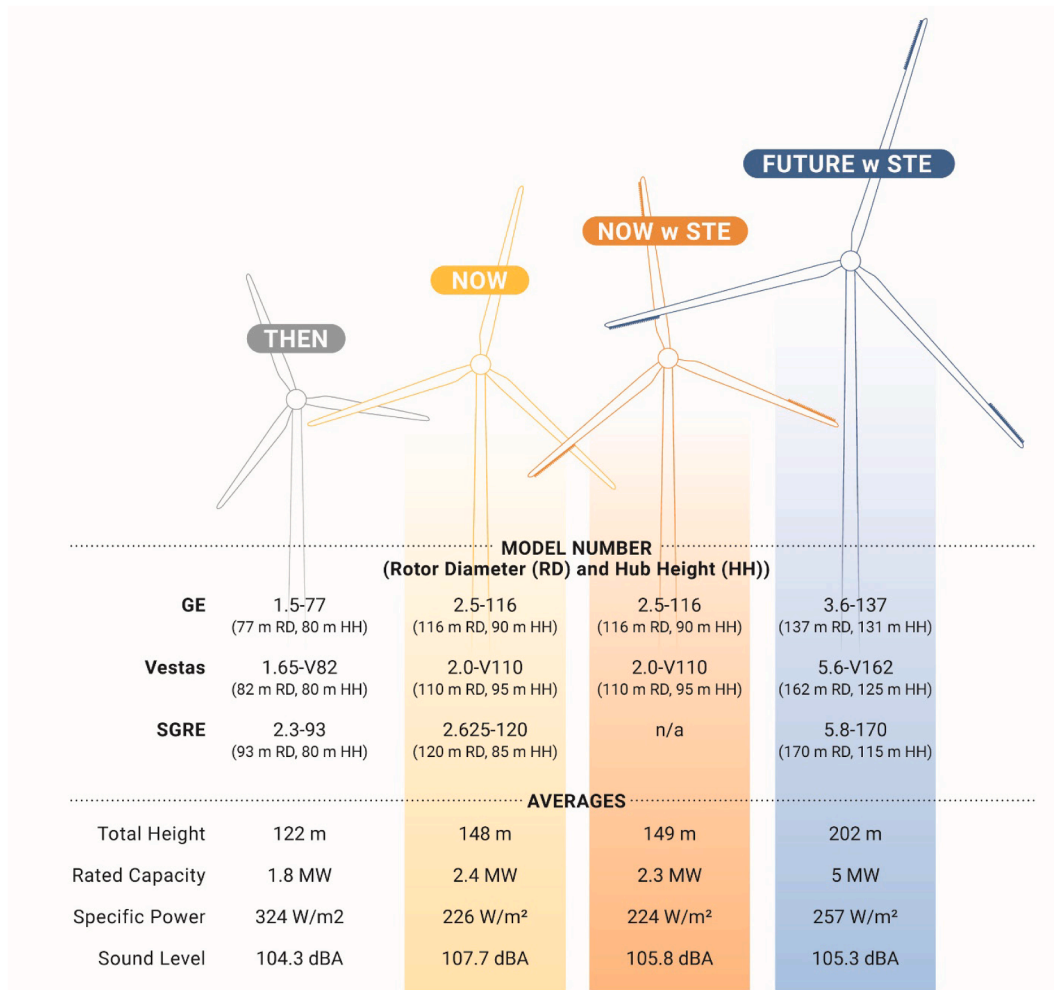 FUTURE w STE
NOW w STE
NOW
THEN
MODEL NUMBER
(Rotor Diameter (RD) and Hub Height (HH))
GE 1.5-77 2.5-116 2.5-116 3.6-137
(77 m RD, 80 m HH) (116 m RD, 90 m HH) (116 m RD, 90 m HH) (137 m RD, 131 m HH)
Vestas 1.65-V82 2.0-V110 2.0-V110 5.6-V162
(82 m RD, 80 m HH) (110 m RD, 95 m HH) (110 m RD, 95 m HH) (162 m RD, 125 m HH)
SGRE 2.3-93 2.625-120 n/a 5.8-170
(93 m RD, 80 m HH) (120 m RD, 85 m HH) (170 m RD, 115 m HH)
AVERAGES
Total Height 122 m 148 m 149 m 202 m
Rated Capacity 1.8 MW 2.4 MW 2.3 MW 5 MW
Specific Power 324 W/m2 226 W/m² 224 W/m² 257 W/m²
Sound Level 104.3 dBA 107.7 dBA 105.8 dBA 105.3 dBA